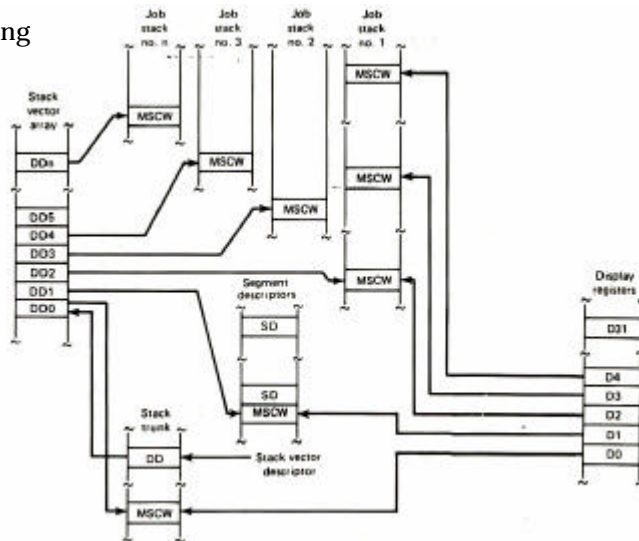 ng
Job
stack
no. n
Job
stack
no. 3
Job
stack
no. 2
Job
stack
no. 1
MSCW
Stack
vector
array
MSCW
DDn
MSCW
MSCW
MSCW
DD5
DD4
DD3
DD2
DD1
DD0
MSCW
Segment
descriptors
SD
SD
MSCW
Display
registers
D31
D4
D3
D2
D1
D0
Stack
trunk
DD
Stack vector
descriptor
MSCW